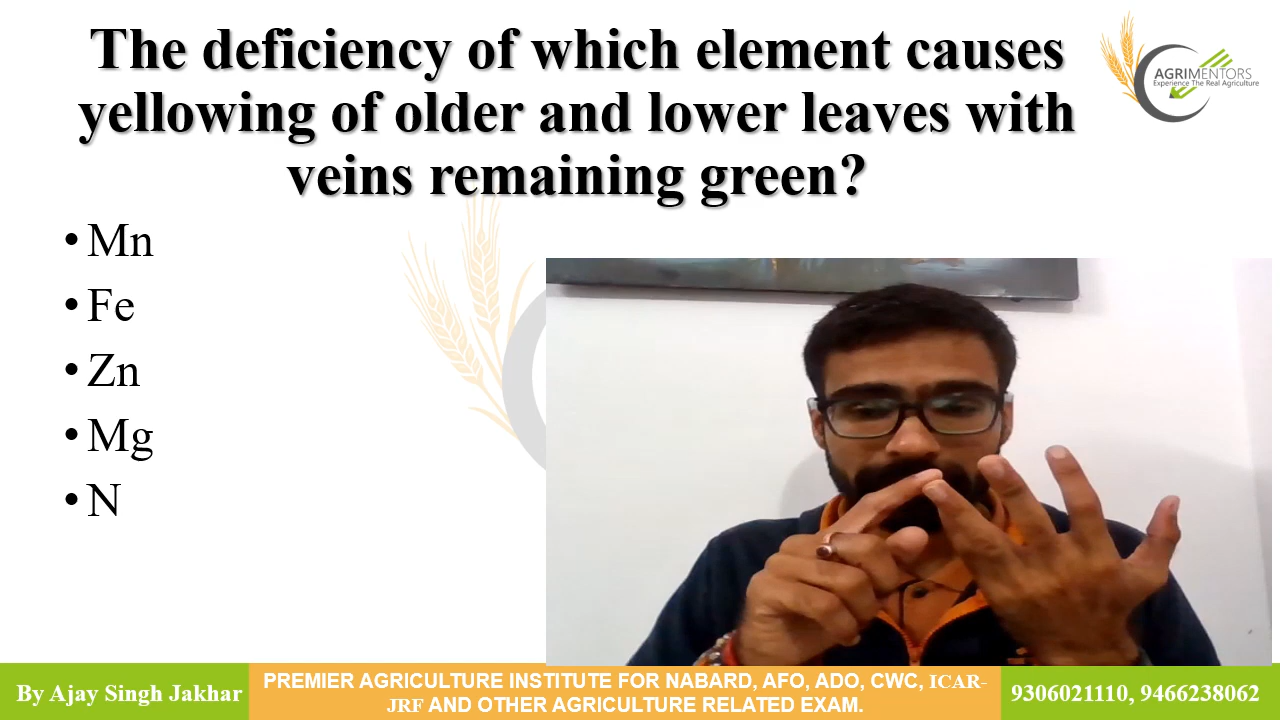 The deficiency of which element causes
yellowing of older and lower leaves with
veins remaining green?
AGRIMENTORS
Experience The Real Agriculture
• Mn
• Fe
• Zn
• Mg
• N
By Ajay Singh Jakhar
PREMIER AGRICULTURE INSTITUTE FOR NABARD, AFO, ADO, CWC, ICAR-
JRF AND OTHER AGRICULTURE RELATED EXAM.
9306021110, 9466238062